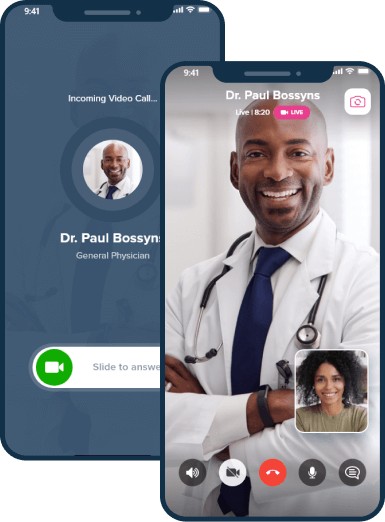 9:41
Incoming Video Call...
Dr. Paul Bossyns
General Physician
Slide to answe
9:41
Dr. Paul Bossyns
Live | 8:20 LIVE